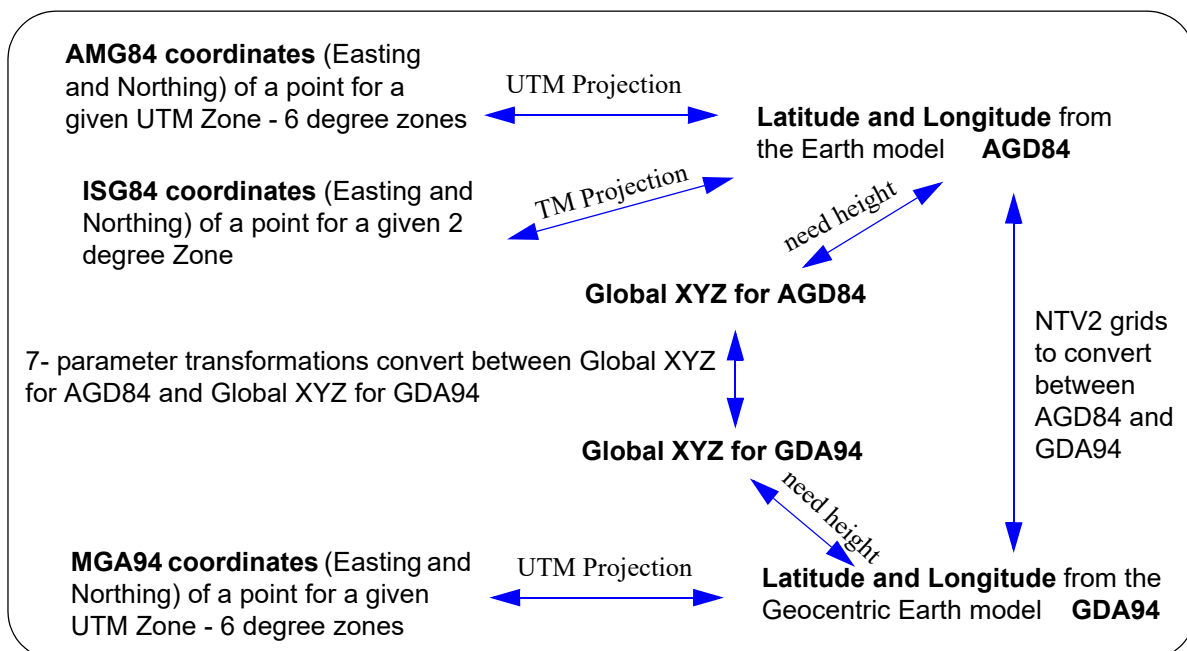 AMG84 coordinates (Easting
and Northing) of a point for a
given UTM Zone - 6 degree zones
UTM Projection
Latitude and Longitude from
the Earth model AGD84
ISG84 coordinates (Easting and
Northing) of a point for a given 2
degree Zone
TM Projection
need height
Global XYZ for AGD84
7- parameter transformations convert between Global XYZ
for AGD84 and Global XYZ for GDA94
NTV2 grids
to convert
between
AGD84 and
GDA94
Global XYZ for GDA94
need height
MGA94 coordinates (Easting and
Northing) of a point for a given
UTM Zone - 6 degree zones
UTM Projection
Latitude and Longitude from the
Geocentric Earth model GDA94